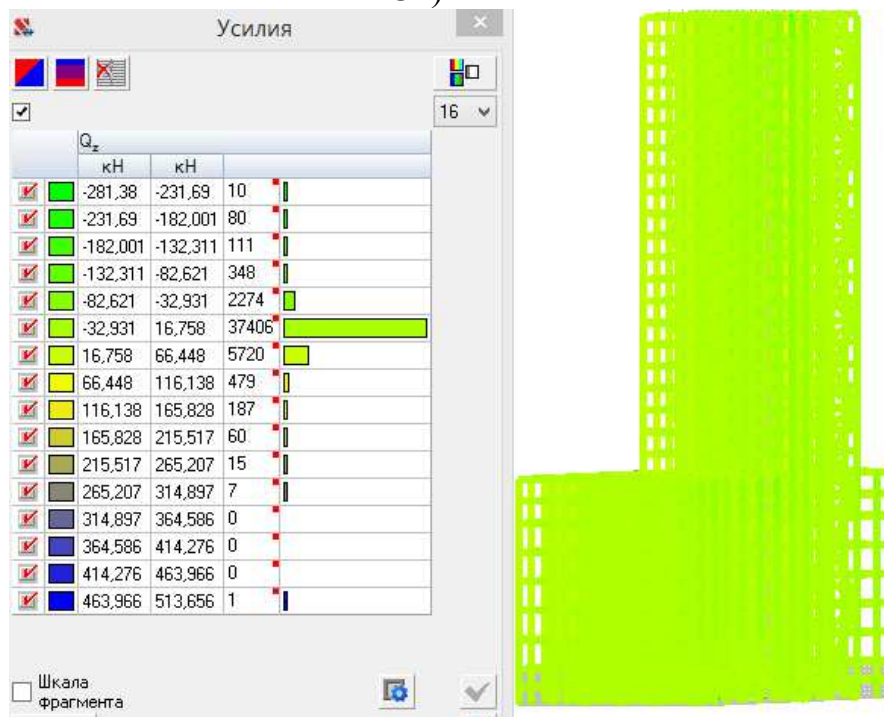 Усилия
16
Qz
кН кН
-281,38 -231,69 10
-231,69 -182,001 80
-182,001 -132,311 111
-132,311 -82,621 348
-82,621 -32,931 2274
-32,931 16,758 37406
16,758 66,448 5720
66,448 116,138 479
116,138 165,828 187
165,828 215,517 60
215,517 265,207 15
265,207 314,897 7
314,897 364,586 0
364,586 414,276 0
414,276 463,966 0
463,966 513,656 1
Шкала
фрагмента